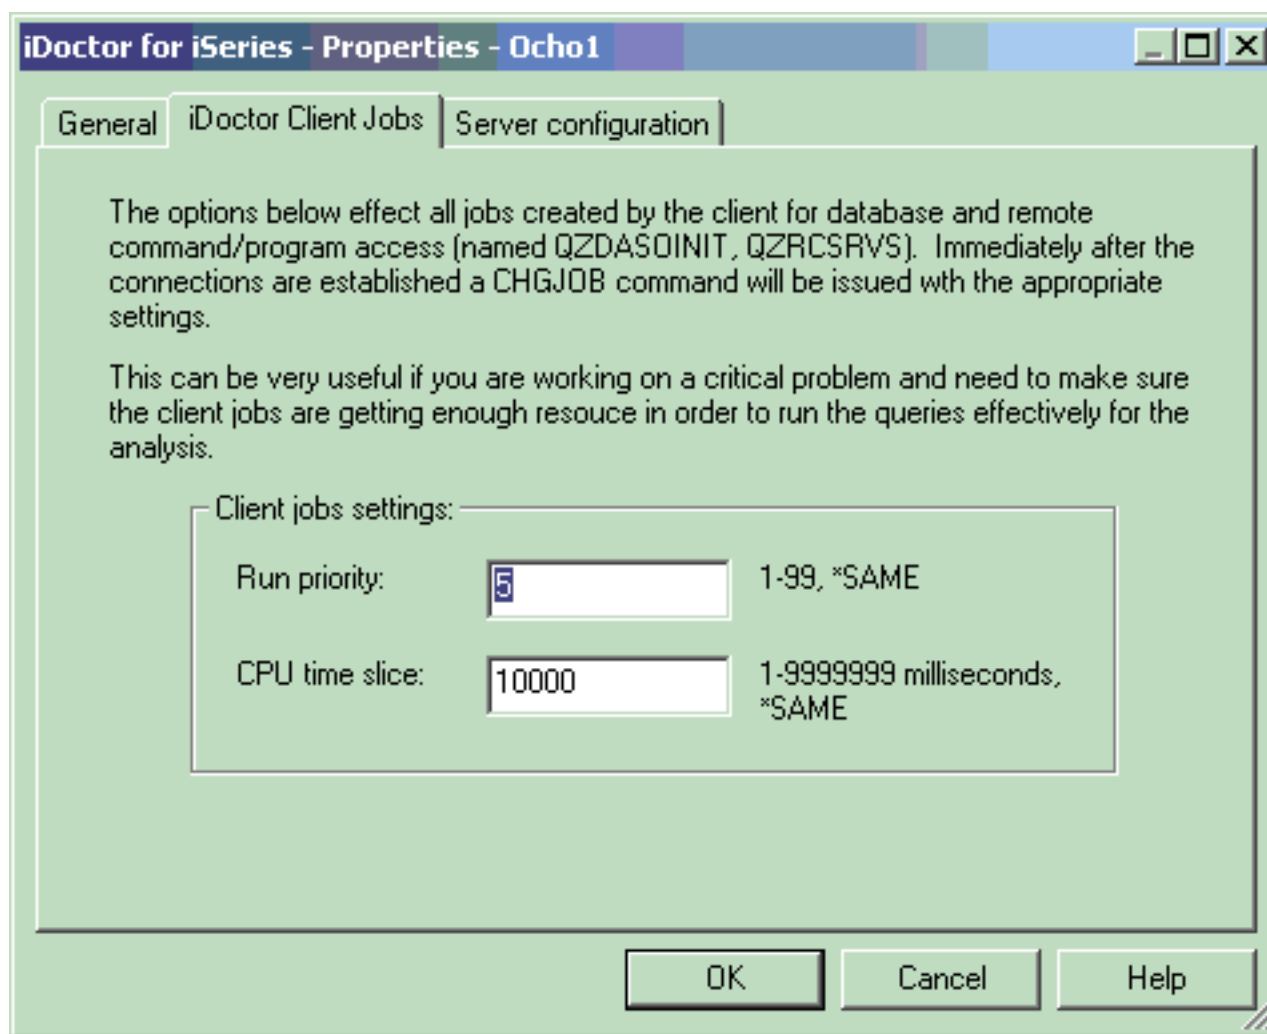 iDoctor for iSeries - Properties - Ocho1
General iDoctor Client Jobs Server configuration
The options below effect all jobs created by the client for database and remote
command/program access (named QZDASOINIT, QZRCSRVS).  Immediately after the
connections are established a CHGJOB command will be issued wth the appropriate
settings.
This can be very useful if you are working on a critical problem and need to make sure
the client jobs are getting enough resouce in order to run the queries effectively for the
analysis.
Client jobs settings:
Run priority: 5 1-99, *SAME
CPU time slice: 10000 1-9999999 milliseconds,
*SAME
OK Cancel Help